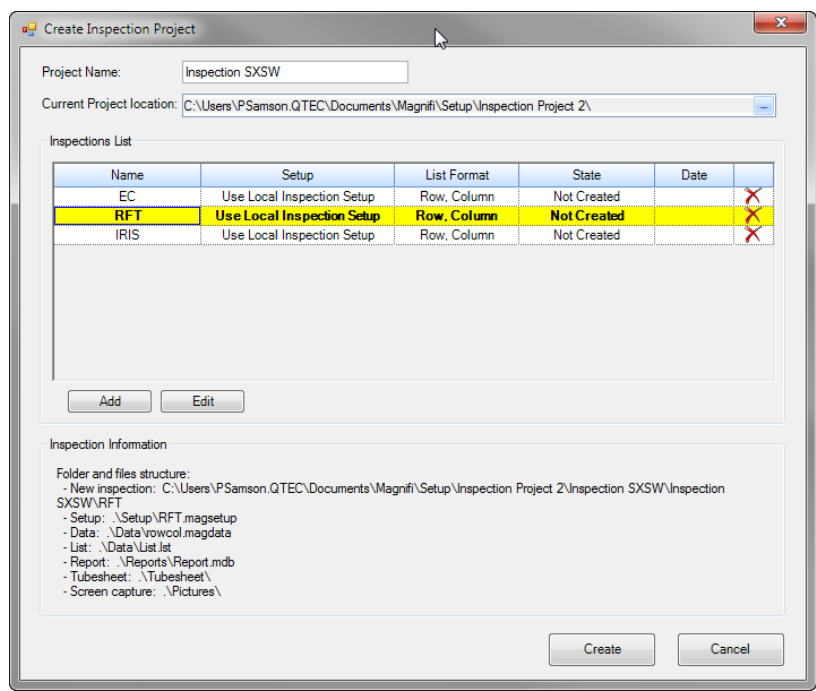 Create Inspection Project
Project Name: Inspection SXSW
Current Project location: C:\Users\PSamson.QTEC\Documents\Magnifi\Setup\Inspection Project 2\ ...
Inspections List
Name Setup List Format State Date
EC Use Local Inspection Setup Row, Column Not Created
RFT Use Local Inspection Setup Row, Column Not Created
IRIS Use Local Inspection Setup Row, Column Not Created
Add Edit
Inspection Information
Folder and files structure:
- New inspection: C:\Users\PSamson.QTEC\Documents\Magnifi\Setup\Inspection Project 2\Inspection SXSW\Inspection
SXSW\RFT
- Setup: .\Setup\RFT.magsetup
- Data: .\Data\rowcol.magdata
- List: .\Data\List.lst
- Report: .\Reports\Report.mdb
- Tubesheet: .\Tubesheet\
- Screen capture: .\Pictures\
Create Cancel